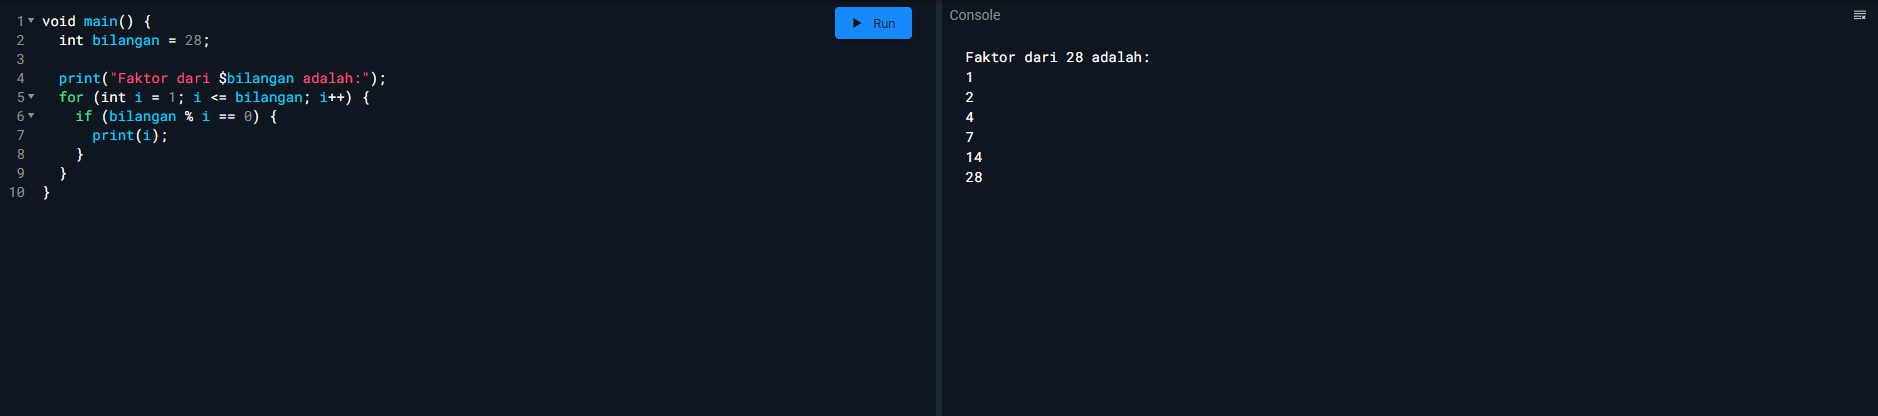 1 void main() {
2 int bilangan = 28;
3
4 print("Faktor dari $bilangan adalah:");
5 for (int i = 1; i <= bilangan; i++) {
6 if (bilangan % i == 0) {
7 print(i);
8 }
9 }
10 }
Run
Console
Faktor dari 28 adalah:
1
2
4
7
14
28